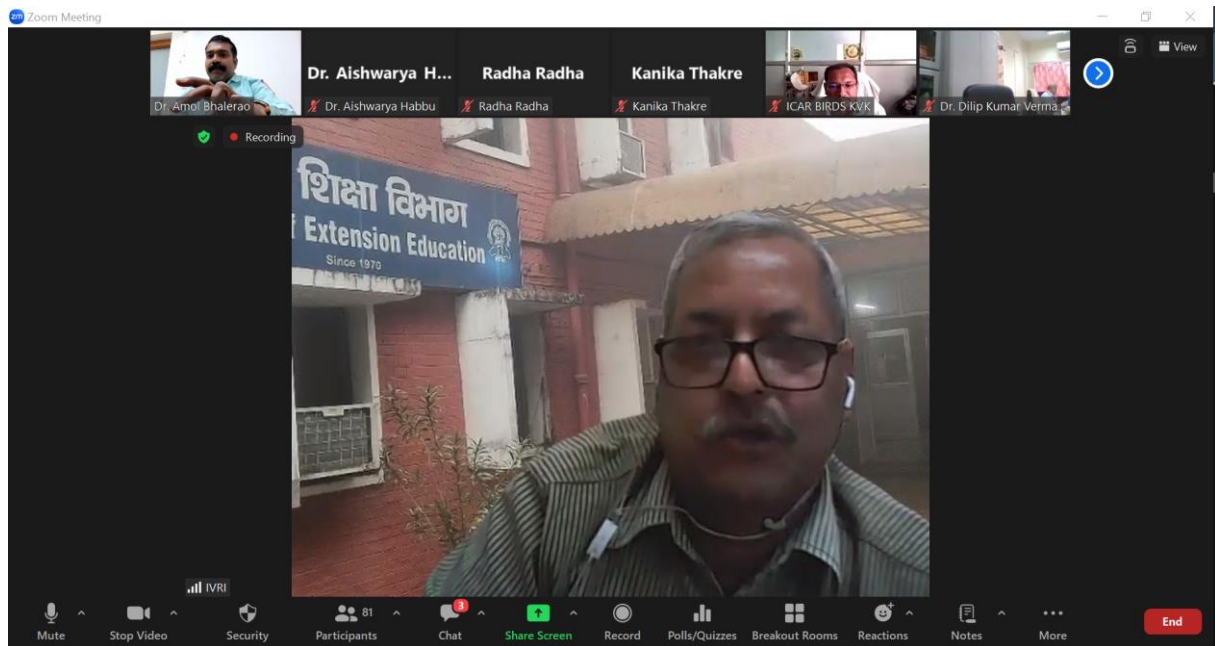 Zoom Meeting
Dr. Amol Bhalerao
Dr. Aishwarya H...
Dr. Aishwarya Habbu
Radha Radha
Radha Radha
Kanika Thakre
Kanika Thakre
ICAR BIRDS KVK
Dr. Dilip Kumar Verma
View
Recording
शिक्षा विभाग
Extension Education
Since 1970
IVRI
Mute
Stop Video
Security
81
Participants
3
Chat
Share Screen
Record
Polls/Quizzes
Breakout Rooms
Reactions
Notes
More
End